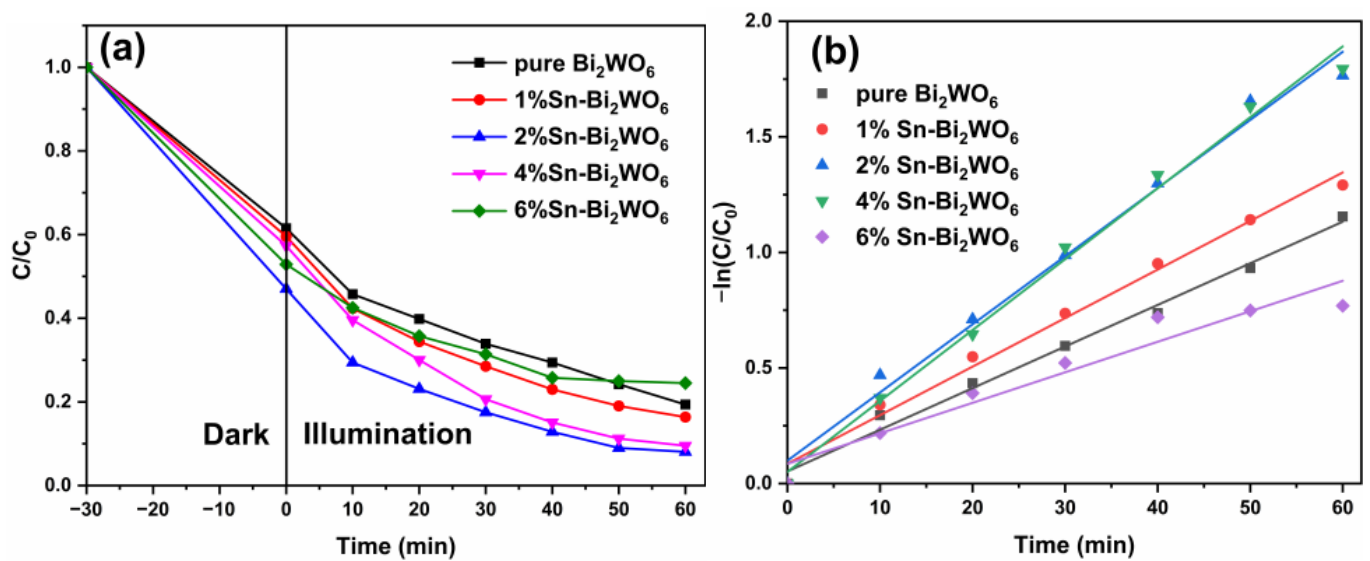 (a)
pure Bi₂WO₆
1%Sn-Bi₂WO₆
2%Sn-Bi₂WO₆
4%Sn-Bi₂WO₆
6%Sn-Bi₂WO₆
1.0
0.8
0.6
0.4
0.2
0.0
C/C₀
Dark
Illumination
−30
−20
−10
0
10
20
30
40
50
60
Time (min)
(b)
pure Bi₂WO₆
1% Sn-Bi₂WO₆
2% Sn-Bi₂WO₆
4% Sn-Bi₂WO₆
6% Sn-Bi₂WO₆
2.0
1.5
1.0
0.5
0.0
−ln(C/C₀)
0
10
20
30
40
50
60
Time (min)